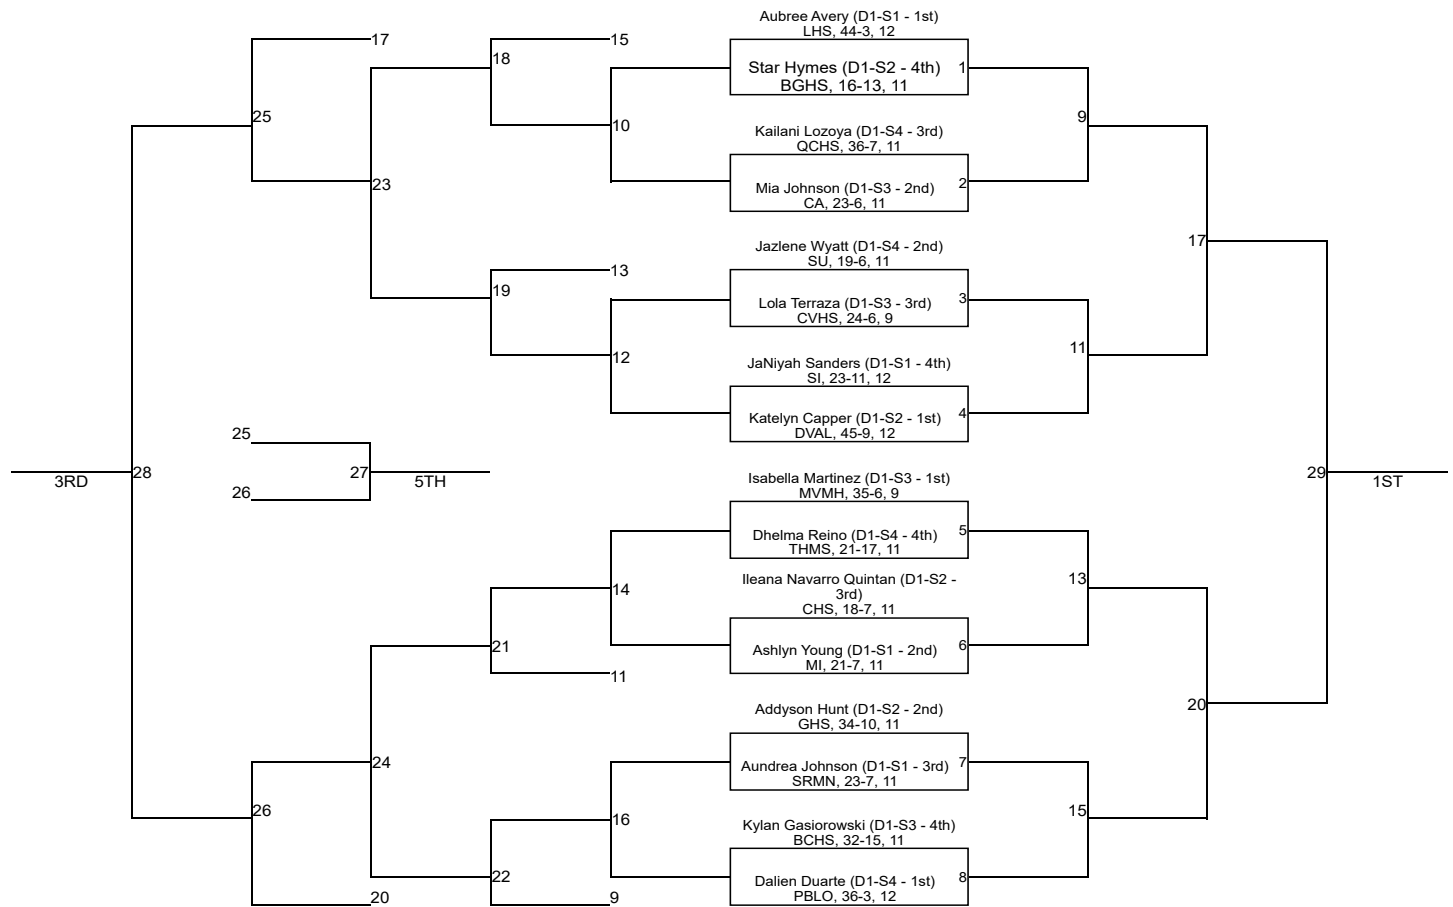 Aubree Avery (D1-S1 - 1st)
LHS, 44-3, 12
17
15
18
Star Hymes (D1-S2 - 4th)
1
BGHS, 16-13, 11
25
10
9
Kailani Lozoya (D1-S4 - 3rd)
QCHS, 36-7, 11
23
Mia Johnson (D1-S3 - 2nd)
2
CA, 23-6, 11
17
Jazlene Wyatt (D1-S4 - 2nd)
SU, 19-6, 11
13
19
Lola Terraza (D1-S3 - 3rd)
3
CVHS, 24-6, 9
12
11
JaNiyah Sanders (D1-S1 - 4th)
SI, 23-11, 12
Katelyn Capper (D1-S2 - 1st)
4
DVAL, 45-9, 12
25
3RD
28
27
5TH
29
1ST
26
Isabella Martinez (D1-S3 - 1st)
MVMH, 35-6, 9
Dhelma Reino (D1-S4 - 4th)
5
THMS, 21-17, 11
14
13
Ileana Navarro Quintan (D1-S2 -
3rd)
CHS, 18-7, 11
21
Ashlyn Young (D1-S1 - 2nd)
6
MI, 21-7, 11
11
20
Addyson Hunt (D1-S2 - 2nd)
GHS, 34-10, 11
24
Aundrea Johnson (D1-S1 - 3rd)
7
SRMN, 23-7, 11
26
16
15
Kylan Gasiorowski (D1-S3 - 4th)
BCHS, 32-15, 11
22
Dalien Duarte (D1-S4 - 1st)
8
PBLO, 36-3, 12
20
9